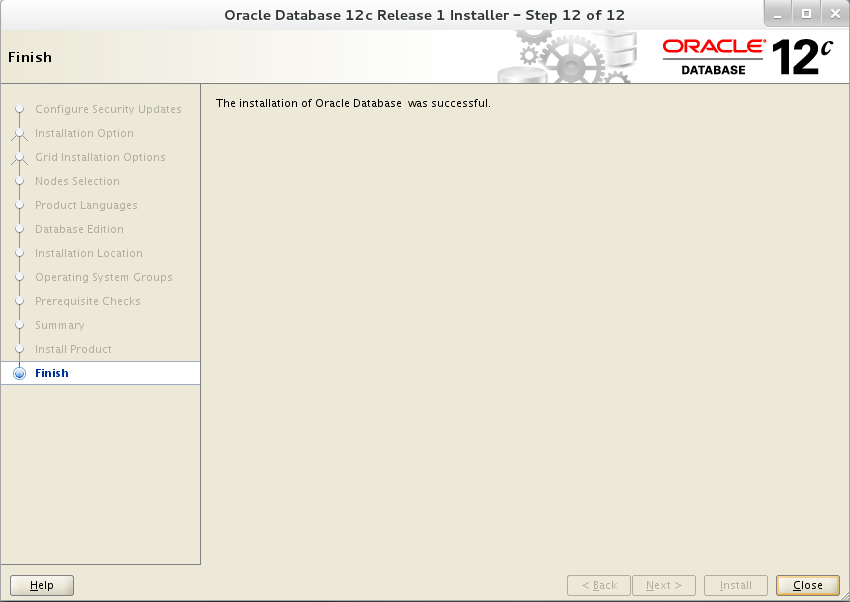 Oracle Database 12c Release 1 Installer – Step 12 of 12
Finish
ORACLE®
DATABASE
12c
Configure Security Updates
Installation Option
Grid Installation Options
Nodes Selection
Product Languages
Database Edition
Installation Location
Operating System Groups
Prerequisite Checks
Summary
Install Product
Finish
The installation of Oracle Database  was successful.
Help
< Back
Next >
Install
Close